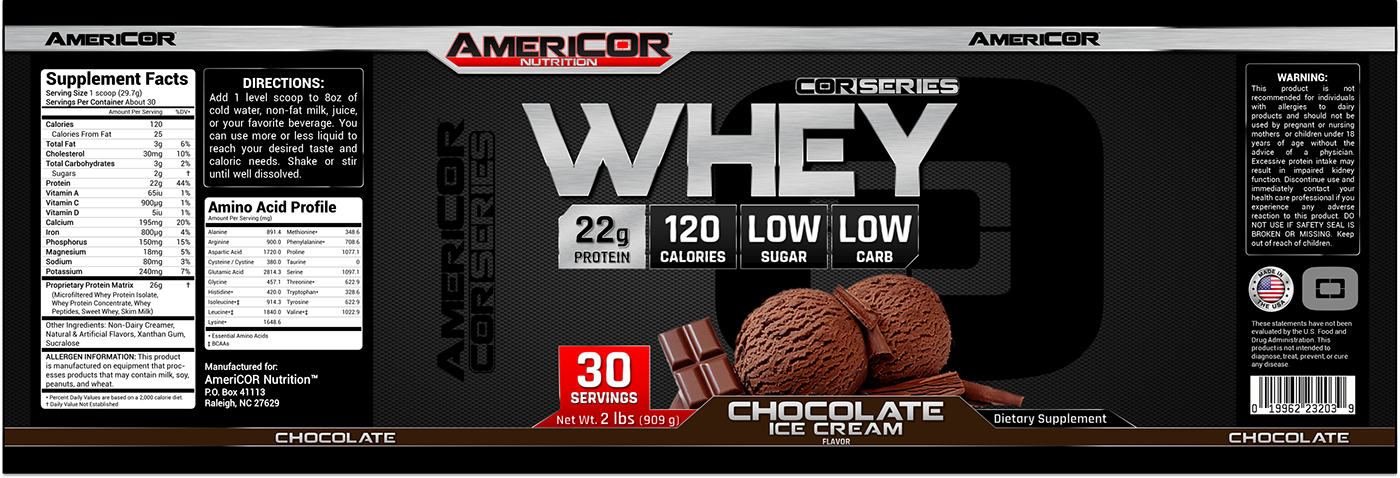 AMERICOR
Supplement Facts
Serving Size 1 scoop (29.7g)
Servings Per Container About 30
Amount Per Serving %DV*
Calories 120
Calories From Fat 25
Total Fat 3g 6%
Cholesterol 30mg 10%
Total Carbohydrates 3g 2%
Sugars 2g †
Protein 22g 44%
Vitamin A 65iu 1%
Vitamin C 900µg 1%
Vitamin D 5iu 1%
Calcium 195mg 20%
Iron 800µg 4%
Phosphorus 150mg 15%
Magnesium 18mg 5%
Sodium 80mg 3%
Potassium 240mg 7%
Proprietary Protein Matrix 26g †
(Microfiltered Whey Protein Isolate,
Whey Protein Concentrate, Whey
Peptides, Sweet Whey, Skim Milk)
Other Ingredients: Non-Dairy Creamer,
Natural & Artificial Flavors, Xanthan Gum,
Sucralose
ALLERGEN INFORMATION: This product
is manufactured on equipment that proc-
esses products that may contain milk, soy,
peanuts, and wheat.
* Percent Daily Values are based on a 2,000 calorie diet.
† Daily Value Not Established
DIRECTIONS:
Add 1 level scoop to 8oz of
cold water, non-fat milk, juice,
or your favorite beverage. You
can use more or less liquid to
reach your desired taste and
caloric needs. Shake or stir
until well dissolved.
Amino Acid Profile
Amount Per Serving (mg)
Alanine 891.4 Methionine* 348.6
Arginine 900.0 Phenylalanine* 708.6
Aspartic Acid 1720.0 Proline 1077.1
Cysteine / Cystine 380.0 Taurine 0
Glutamic Acid 2814.3 Serine 1097.1
Glycine 457.1 Threonine* 622.9
Histidine* 420.0 Tryptophan* 328.6
Isoleucine*‡ 914.3 Tyrosine 622.9
Leucine*‡ 1840.0 Valine*‡ 1022.9
Lysine* 1648.6
* Essential Amino Acids
‡ BCAAs
Manufactured for:
AmeriCOR Nutrition™
P.O. Box 41113
Raleigh, NC 27629
CHOCOLATE
AMERICOR
CORSERIES
AMERICOR™
NUTRITION
CORSERIES
WHEY
22g
PROTEIN
120
CALORIES
LOW
SUGAR
LOW
CARB
30
SERVINGS
Net Wt. 2 lbs (909 g)
CHOCOLATE
ICE CREAM
FLAVOR
Dietary Supplement
AMERICOR
WARNING:
This product is not
recommended for individuals
with allergies to dairy
products and should not be
used by pregnant or nursing
mothers or children under 18
years of age without the
advice of a physician.
Excessive protein intake may
result in impaired kidney
function. Discontinue use and
immediately contact your
health care professional if you
experience any adverse
reaction to this product. DO
NOT USE IF SAFETY SEAL IS
BROKEN OR MISSING. Keep
out of reach of children.
MADE IN
THE USA
These statements have not been
evaluated by the U.S. Food and
Drug Administration. This
product is not intended to
diagnose, treat, prevent, or cure
any disease.
0 19962 23203 9
CHOCOLATE